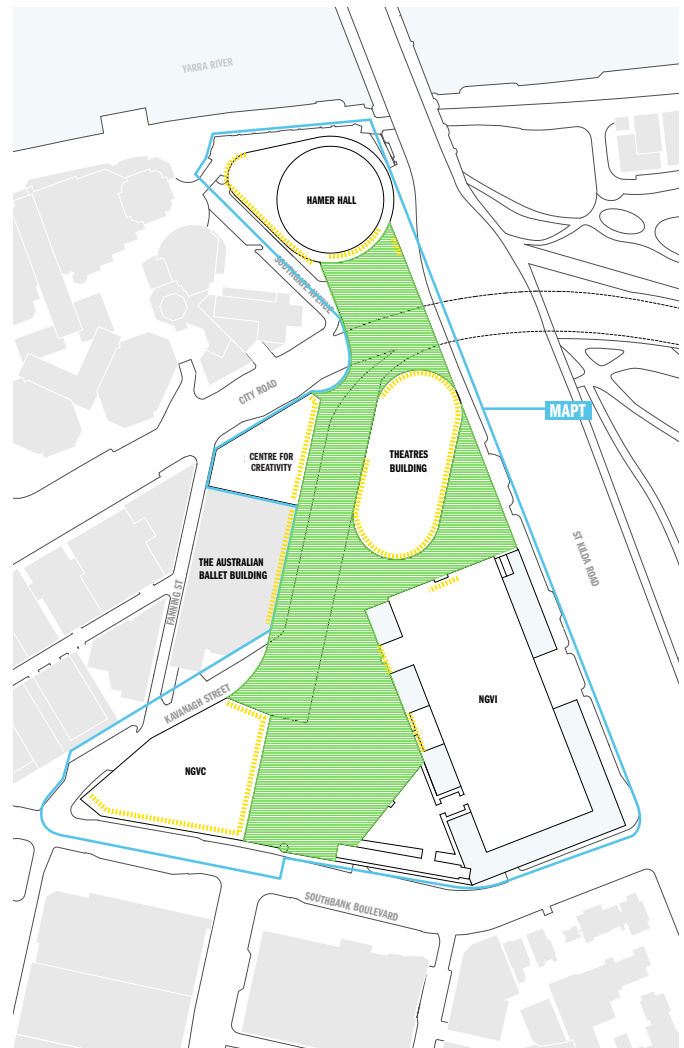 YARRA RIVER
HAMER HALL
SOUTHGATE AVENUE
CITY ROAD
MAPT
CENTRE FOR
CREATIVITY
THEATRES
BUILDING
ST KILDA ROAD
THE AUSTRALIAN
BALLET BUILDING
FANNING ST
KAVANAGH STREET
NGVI
NGVC
SOUTHBANK BOULEVARD